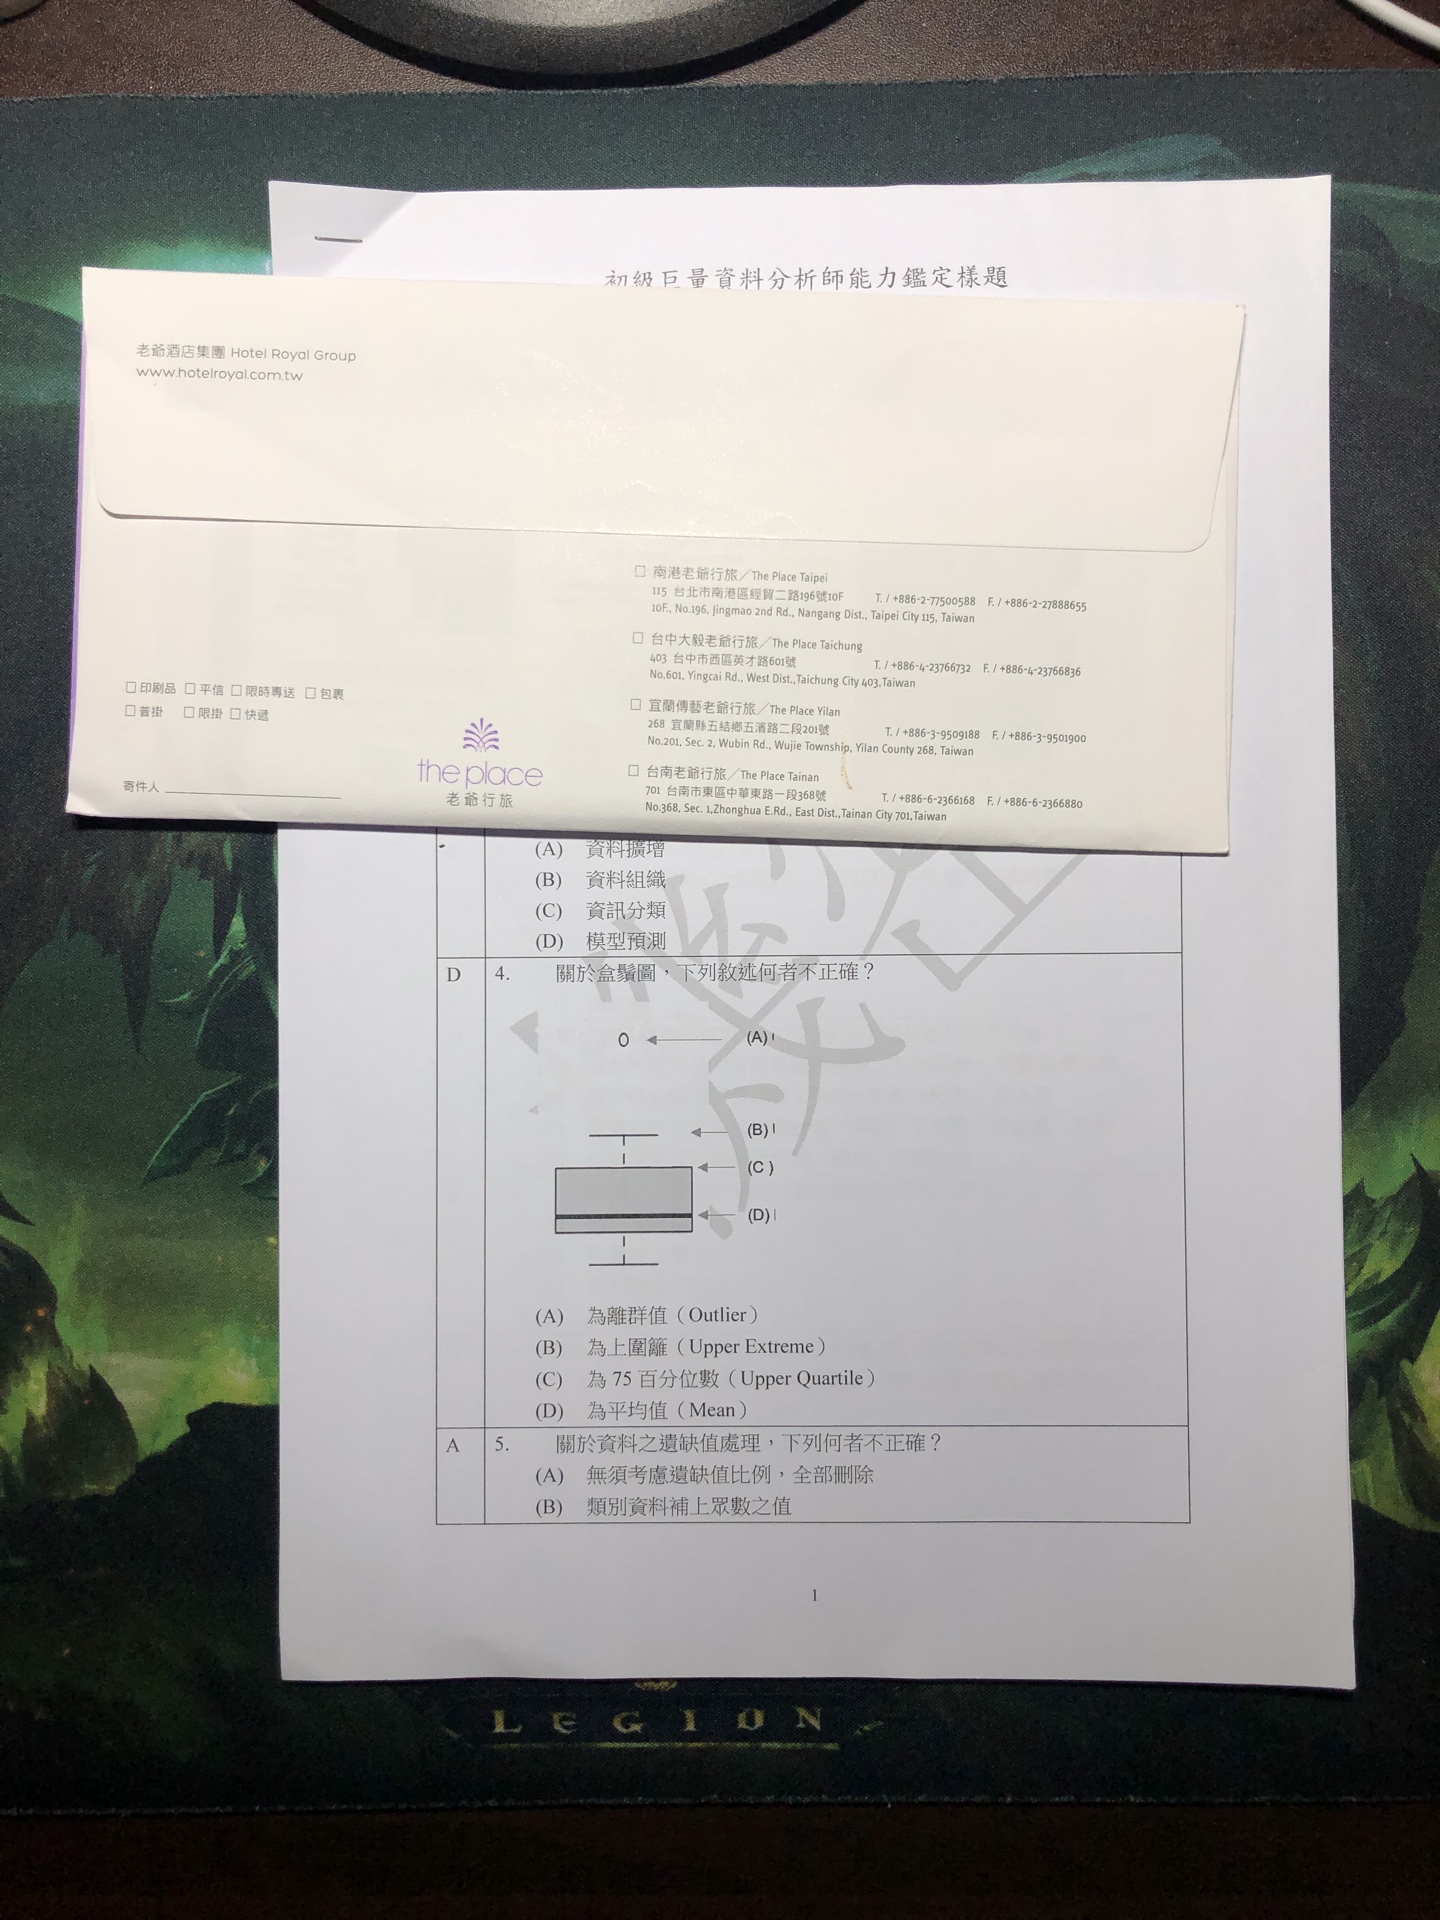 初級巨量資料分析師能力鑑定樣題
老爺酒店集團 Hotel Royal Group
www.hotelroyal.com.tw
□ 南港老爺行旅／The Place Taipei
115 台北市南港區經貿二路196號10F T. / +886-2-77500588 F. / +886-2-27888655
10F., No.196, Jingmao 2nd Rd., Nangang Dist., Taipei City 115, Taiwan
□ 台中大毅老爺行旅／The Place Taichung
403 台中市西區英才路601號 T. / +886-4-23766732 F. / +886-4-23766836
No.601, Yingcai Rd., West Dist.,Taichung City 403,Taiwan
□ 宜蘭傳藝老爺行旅／The Place Yilan
268 宜蘭縣五結鄉五濱路二段201號 T. / +886-3-9509188 F. / +886-3-9501900
No.201, Sec. 2, Wubin Rd., Wujie Township, Yilan County 268, Taiwan
□ 台南老爺行旅／The Place Tainan
701 台南市東區中華東路一段368號 T. / +886-6-2366168 F. / +886-6-2366880
No.368, Sec. 1,Zhonghua E.Rd., East Dist.,Tainan City 701,Taiwan
□印刷品 □平信 □限時專送 □包裹
□普掛 □限掛 □快遞
寄件人
the place
老爺行旅
(A) 資料擴增
(B) 資料組織
(C) 資訊分類
(D) 模型預測
D 4. 關於盒鬚圖，下列敘述何者不正確？
0 (A)
(B)
(C )
(D)
(A) 為離群值（Outlier）
(B) 為上圍籬（Upper Extreme）
(C) 為 75 百分位數（Upper Quartile）
(D) 為平均值（Mean）
A 5. 關於資料之遺缺值處理，下列何者不正確？
(A) 無須考慮遺缺值比例，全部刪除
(B) 類別資料補上眾數之值
1
LEGION